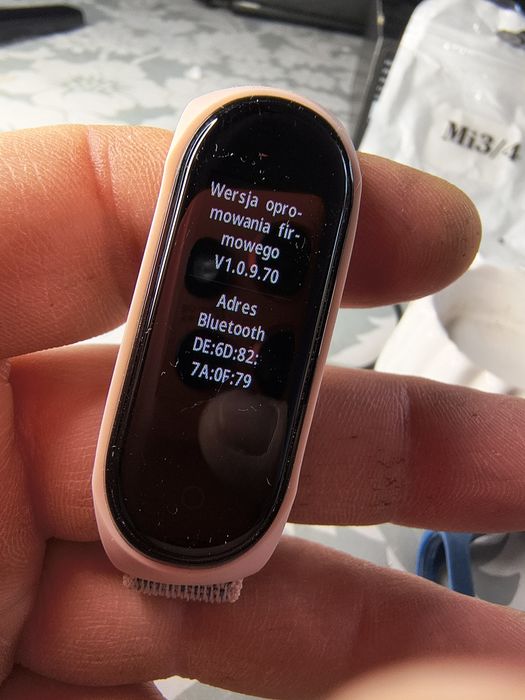 Wersja opro-
mowania fir-
mowego
V1.0.9.70
Adres
Bluetooth
DE:6D:82:
7A:0F:79
Mi3/4